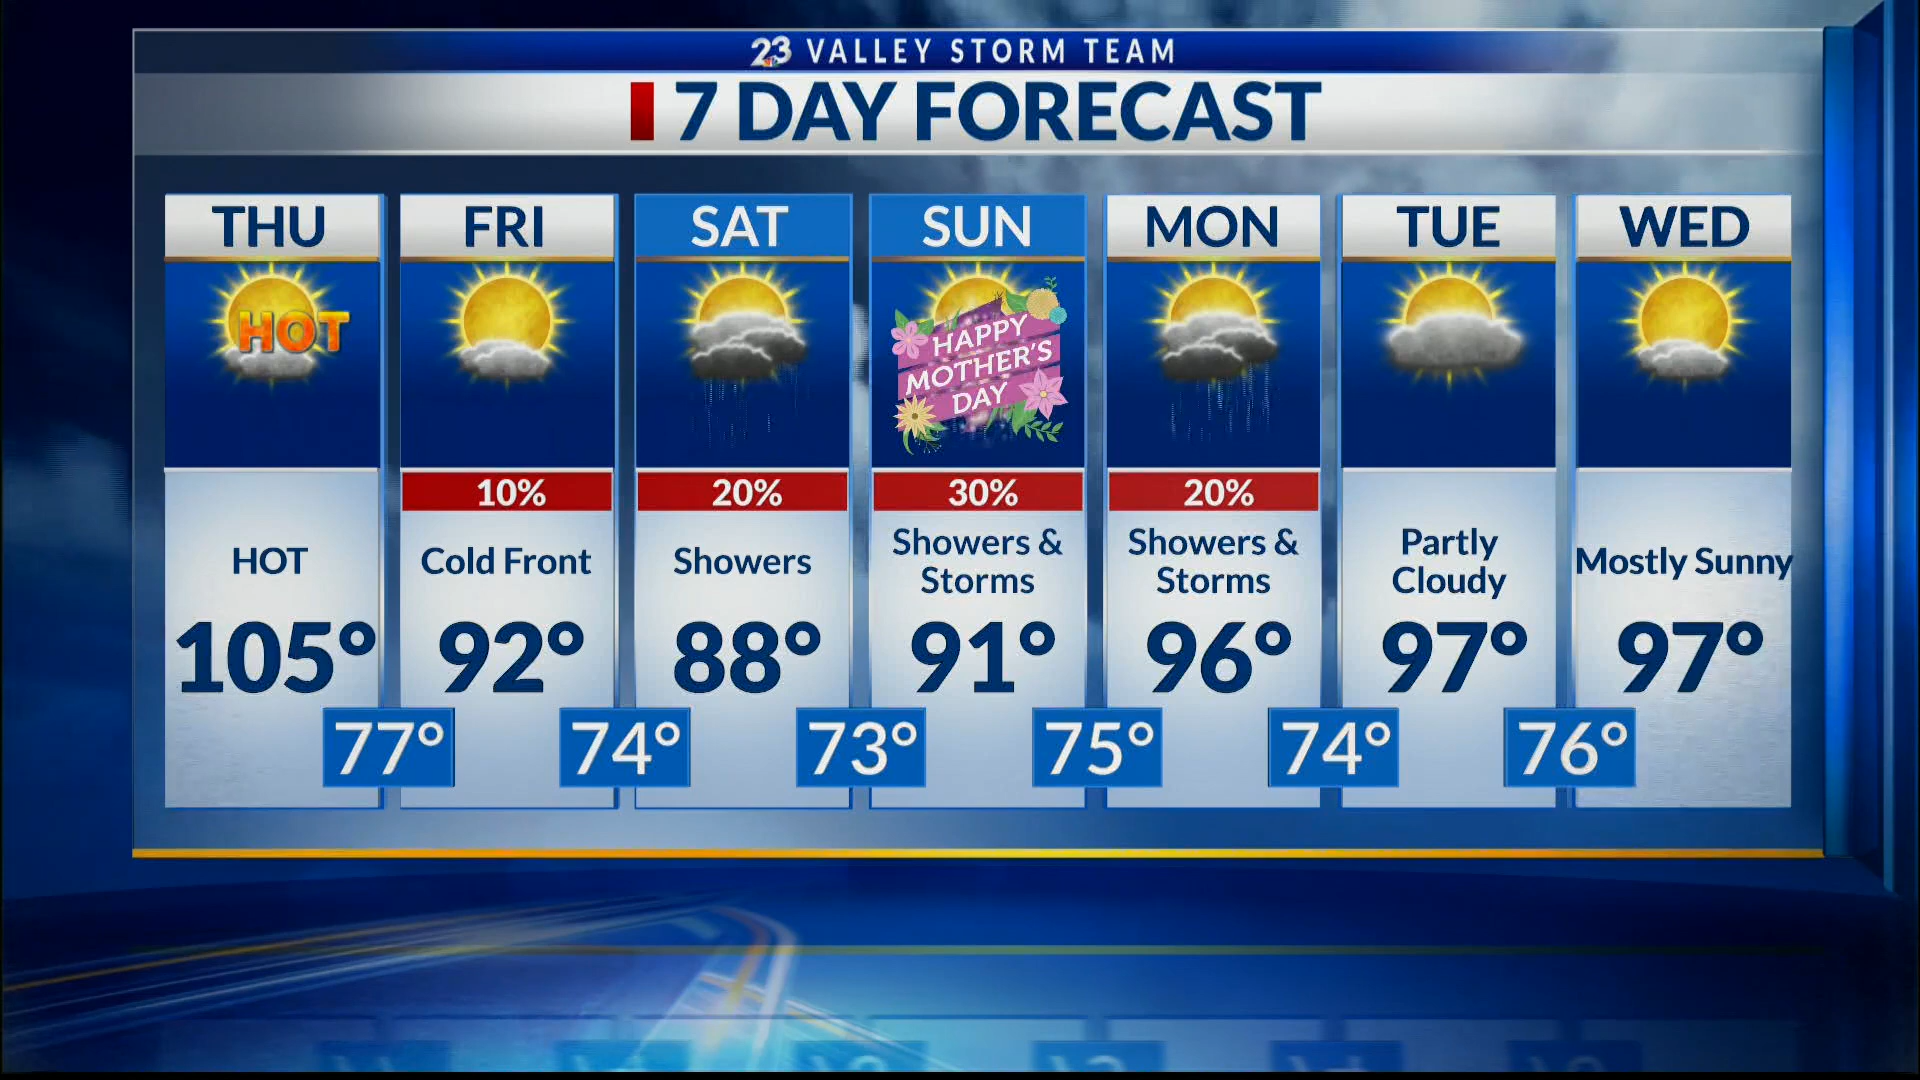 23 VALLEY STORM TEAM
7 DAY FORECAST
THU
HOT
HOT
105°
77°
FRI
10%
Cold Front
92°
74°
SAT
20%
Showers
88°
73°
SUN
HAPPY
MOTHER'S
DAY
30%
Showers &
Storms
91°
75°
MON
20%
Showers &
Storms
96°
74°
TUE
Partly
Cloudy
97°
76°
WED
Mostly Sunny
97°